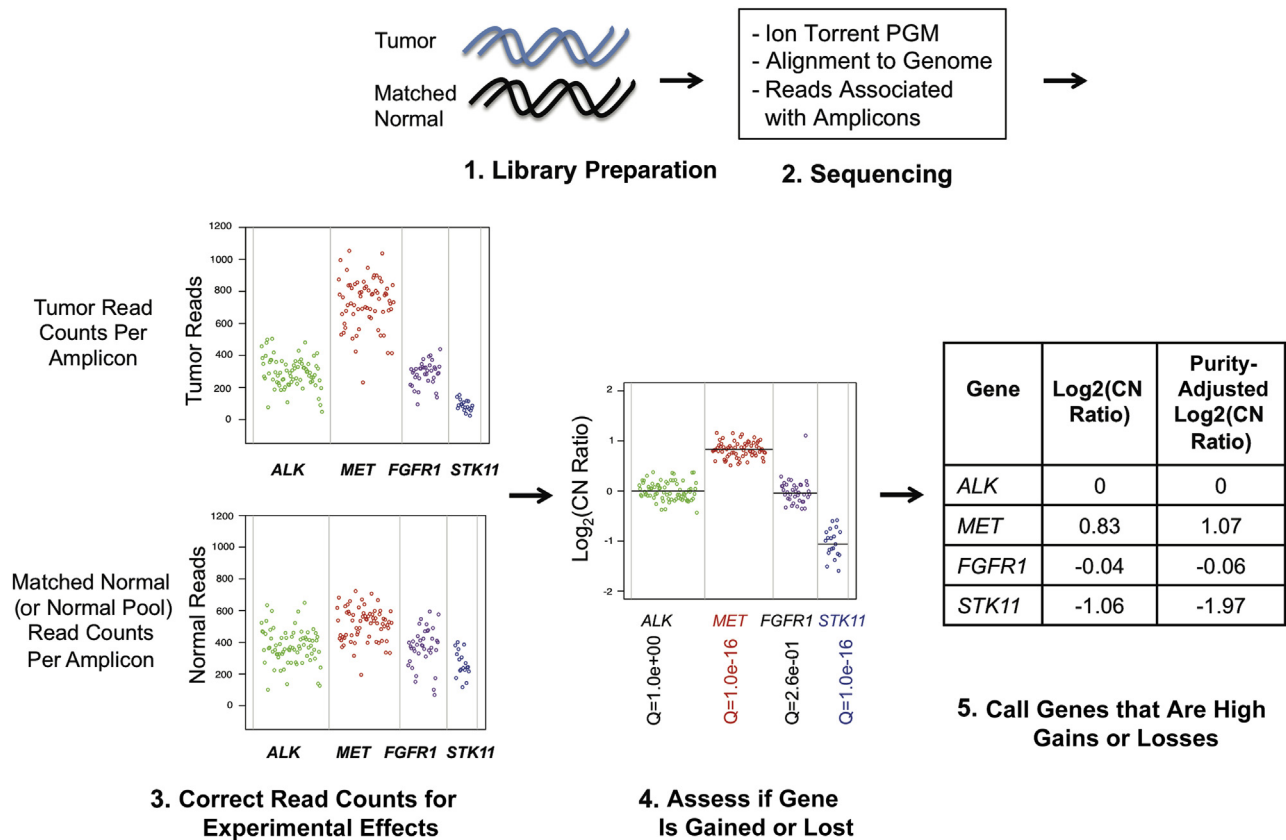 Tumor
Matched
Normal
1. Library Preparation
- Ion Torrent PGM
- Alignment to Genome
- Reads Associated
with Amplicons
2. Sequencing
Tumor Read
Counts Per
Amplicon
Tumor Reads
1200
1000
800
600
400
200
0
ALK MET FGFR1 STK11
Matched Normal
(or Normal Pool)
Read Counts
Per Amplicon
Normal Reads
1200
1000
800
600
400
200
0
ALK MET FGFR1 STK11
3. Correct Read Counts for
Experimental Effects
Log2(CN Ratio)
2
1
0
-1
-2
ALK MET FGFR1 STK11
Q=1.0e+00
Q=1.0e-16
Q=2.6e-01
Q=1.0e-16
4. Assess if Gene
Is Gained or Lost
Gene
Log2(CN
Ratio)
Purity-
Adjusted
Log2(CN
Ratio)
ALK 0 0
MET 0.83 1.07
FGFR1 -0.04 -0.06
STK11 -1.06 -1.97
5. Call Genes that Are High
Gains or Losses